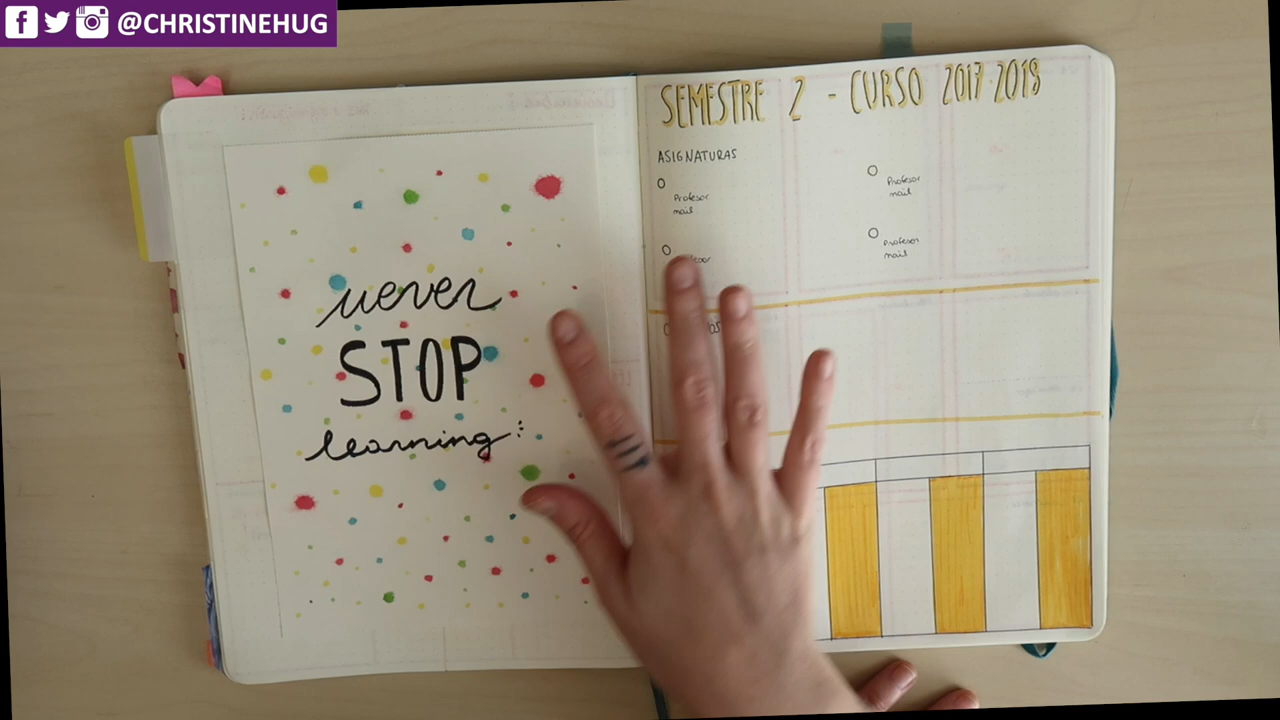 @CHRISTINEHUG
never
STOP
learning
SEMESTRE 2 - CURSO 2017-2018
ASIGNATURAS
Profesor
mail
Profesor
mail
Profesor
mail